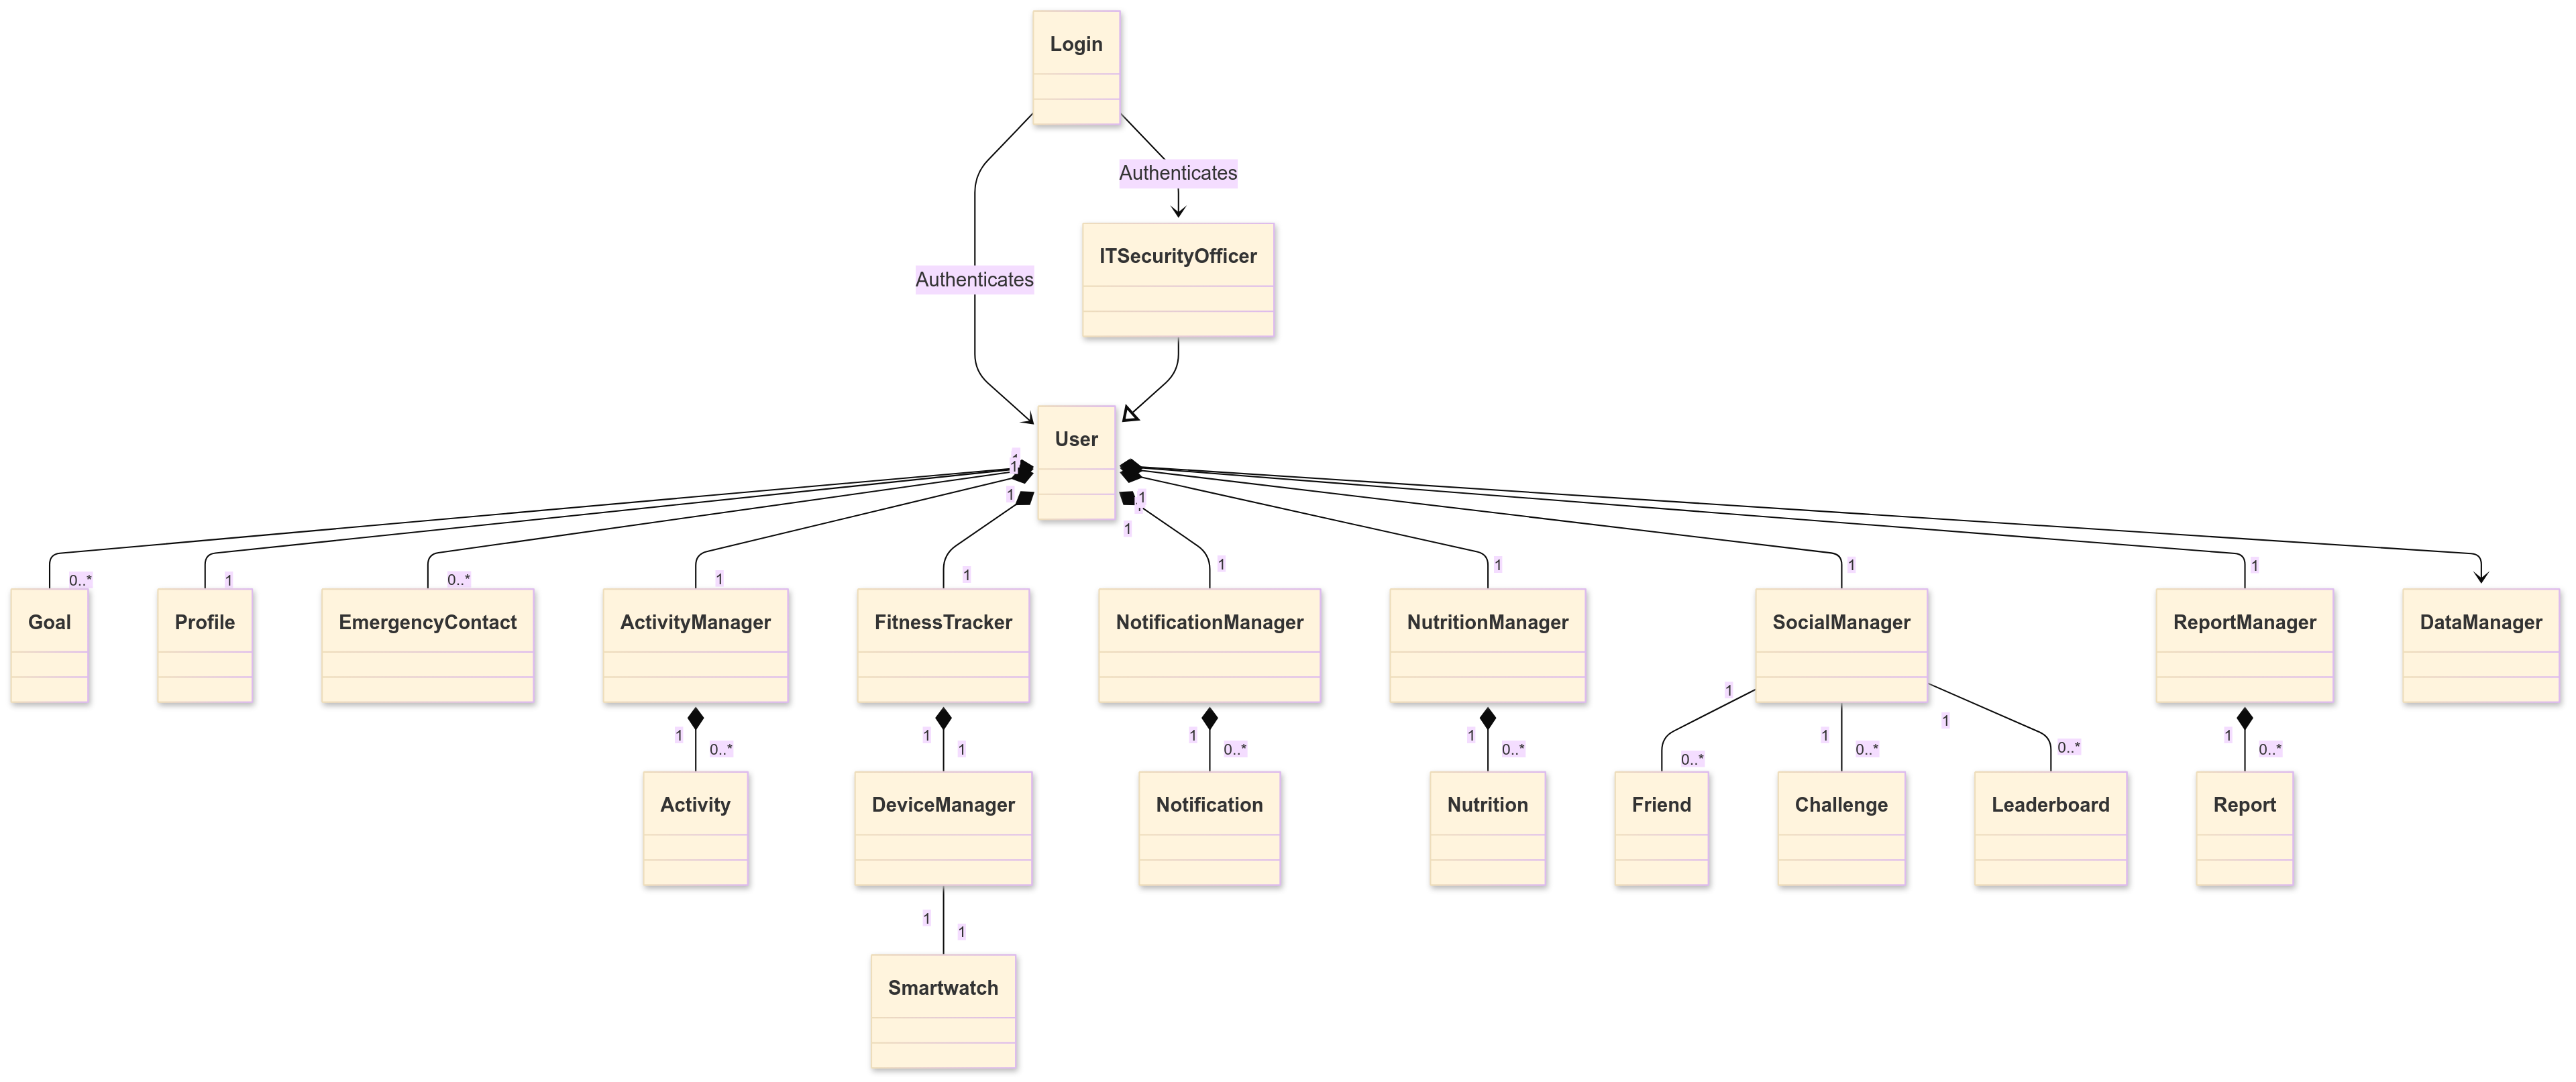 Login
Authenticates
ITSecurityOfficer
Authenticates
User
1
1
1
1
1
0..*
1
0..*
1
1
1
1
1
1
Goal
Profile
EmergencyContact
ActivityManager
FitnessTracker
NotificationManager
NutritionManager
SocialManager
ReportManager
DataManager
1
0..*
1
1
1
0..*
1
0..*
1
0..*
1
0..*
1
0..*
1
0..*
Activity
DeviceManager
Notification
Nutrition
Friend
Challenge
Leaderboard
Report
1
1
Smartwatch